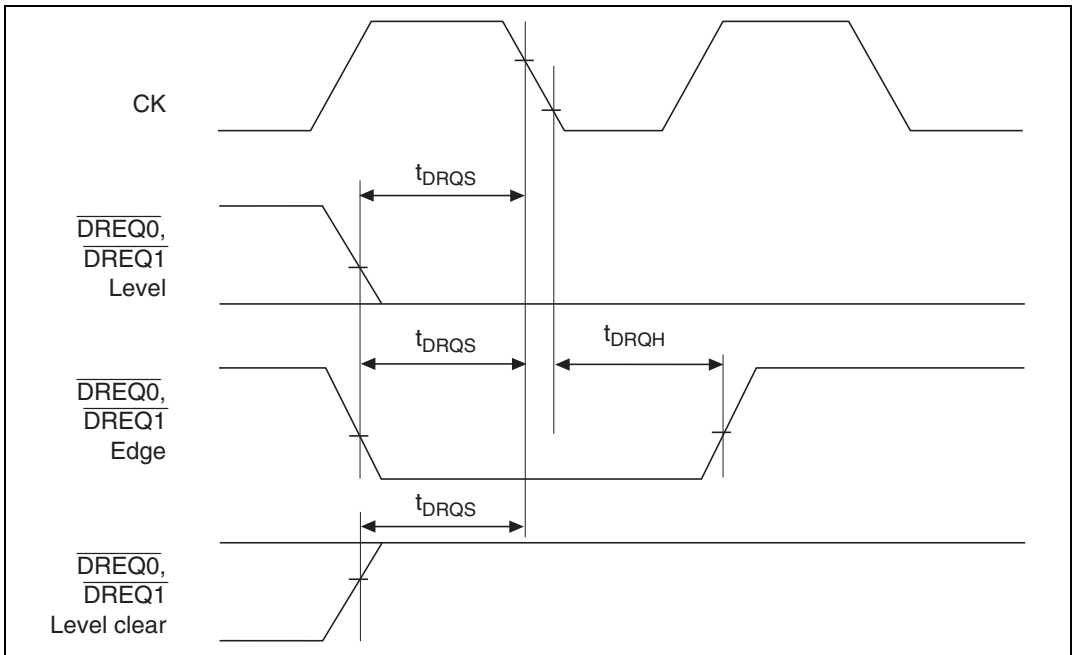 CK
tDRQS
DREQ0,
DREQ1
Level
tDRQS
tDRQH
DREQ0,
DREQ1
Edge
tDRQS
DREQ0,
DREQ1
Level clear